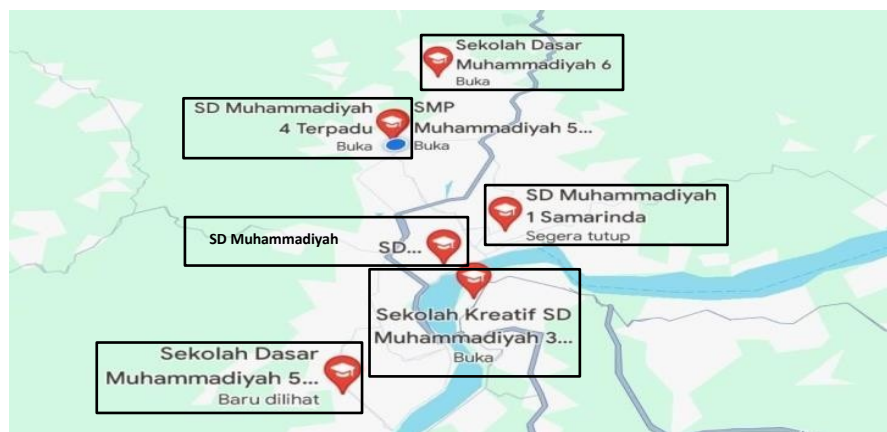 Sekolah Dasar
Muhammadiyah 6
Buka
SD Muhammadiyah
4 Terpadu
Buka
SMP
Muhammadiyah 5...
Buka
SD Muhammadiyah
1 Samarinda
Segera tutup
SD Muhammadiyah
SD...
Sekolah Kreatif SD
Muhammadiyah 3...
Buka
Sekolah Dasar
Muhammadiyah 5...
Baru dilihat